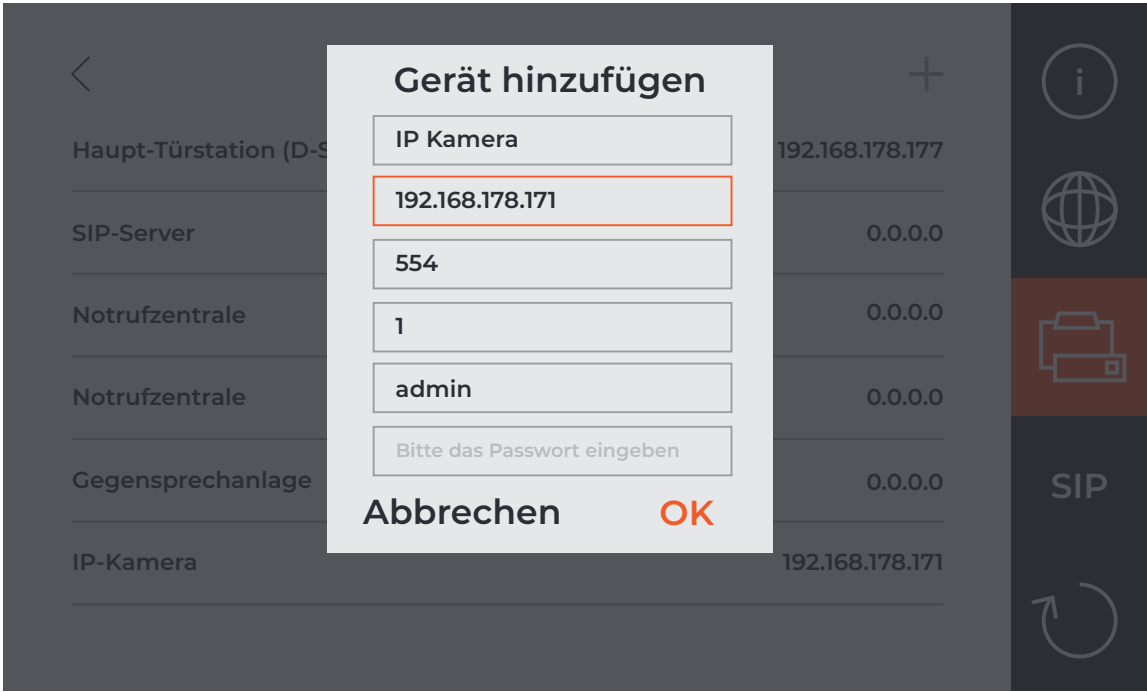 Gerät hinzufügen
IP Kamera
192.168.178.171
554
1
admin
Bitte das Passwort eingeben
Abbrechen OK
Haupt-Türstation (D-S 192.168.178.177
SIP-Server 0.0.0.0
Notrufzentrale 0.0.0.0
Notrufzentrale 0.0.0.0
Gegensprechanlage 0.0.0.0
IP-Kamera 192.168.178.171
i
SIP